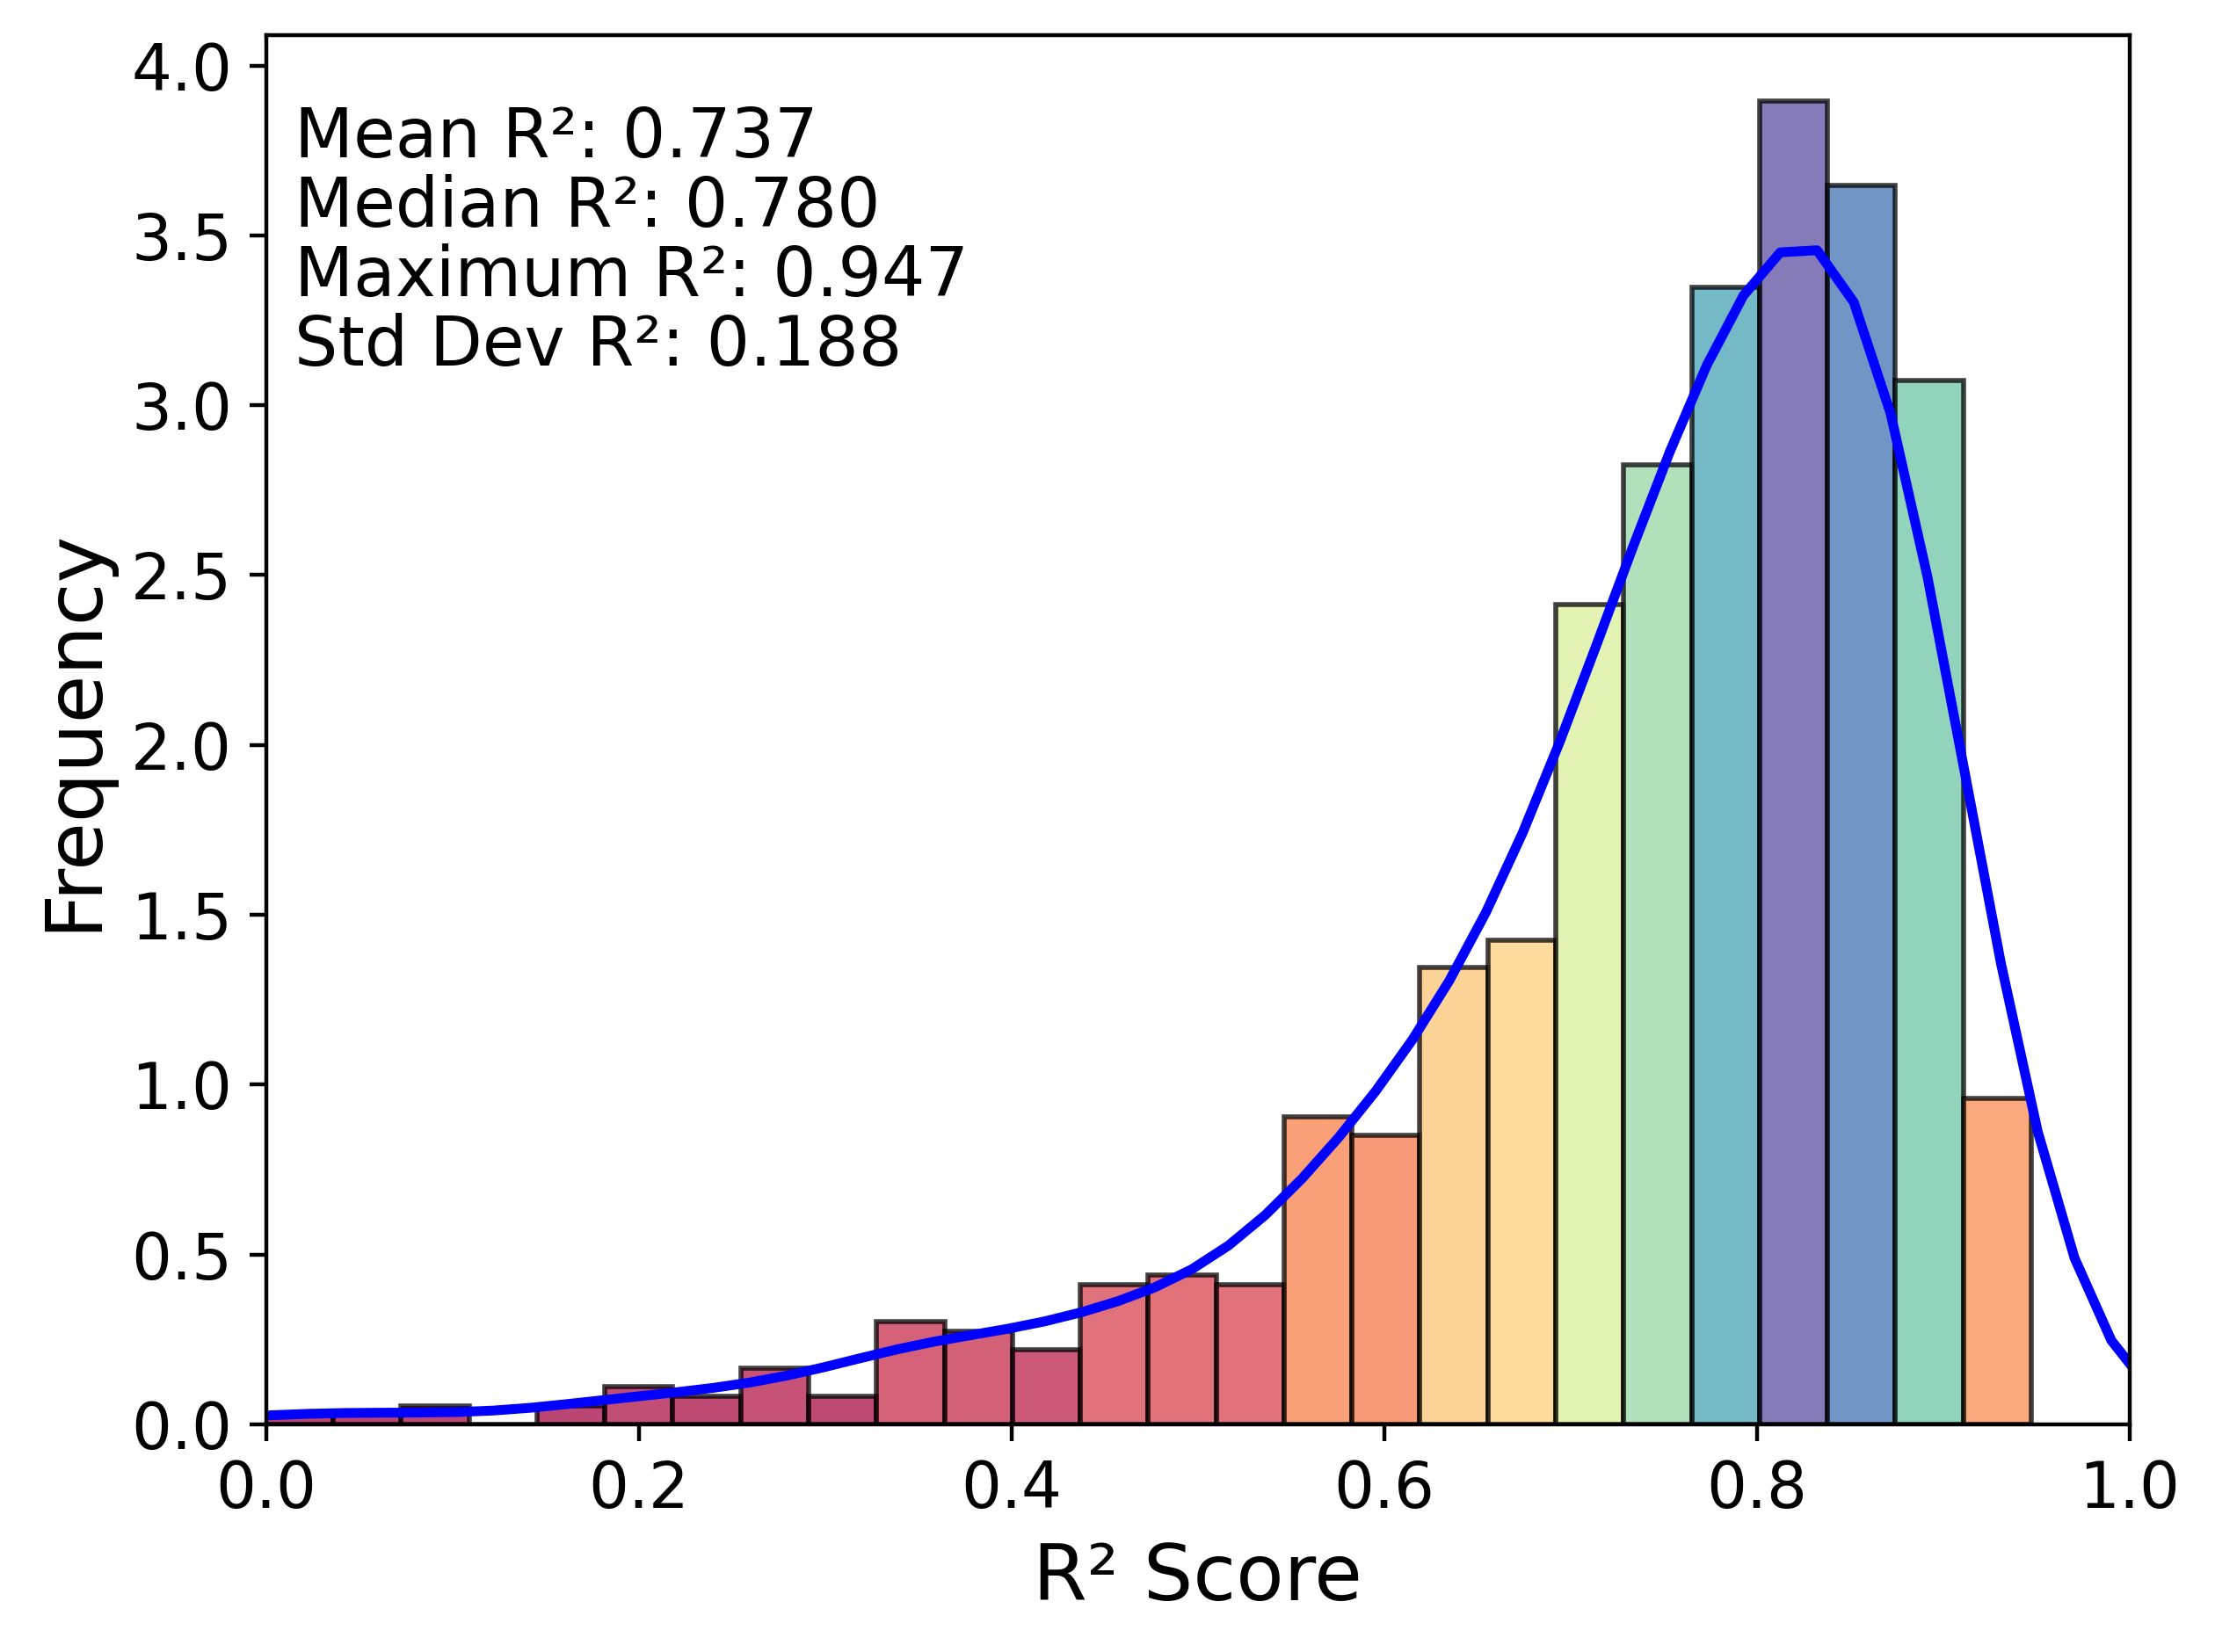 Mean R²: 0.737
Median R²: 0.780
Maximum R²: 0.947
Std Dev R²: 0.188
Frequency
4.0
3.5
3.0
2.5
2.0
1.5
1.0
0.5
0.0
0.0 0.2 0.4 0.6 0.8 1.0
R² Score